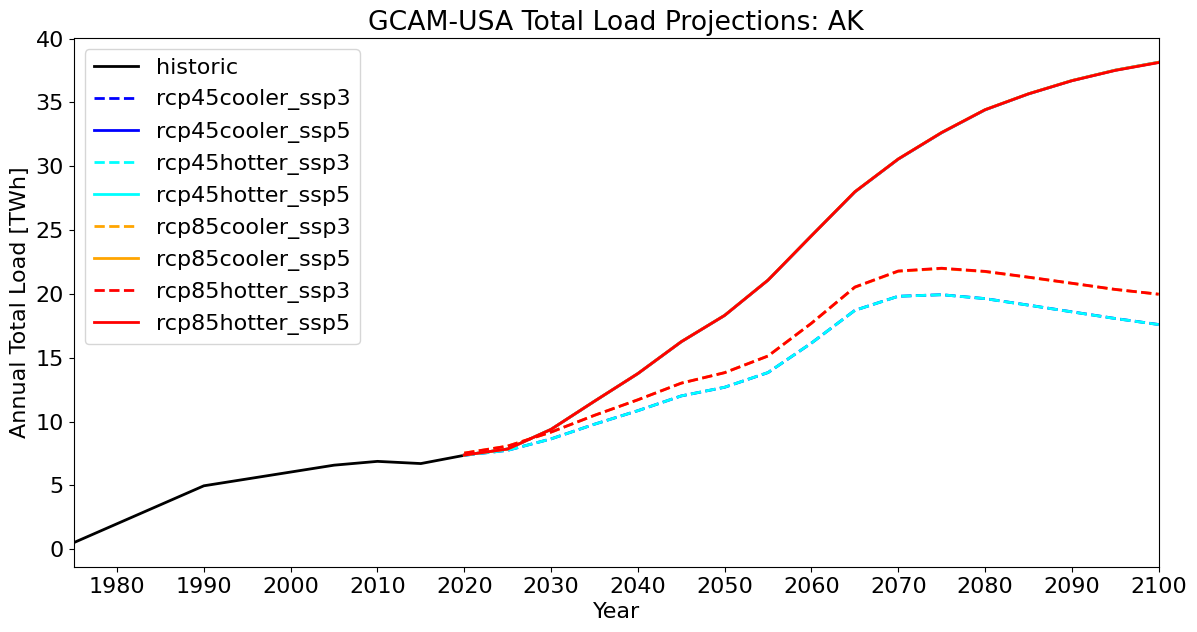 GCAM-USA Total Load Projections: AK
40
35
30
25
20
15
10
5
0
Annual Total Load [TWh]
historic
rcp45cooler_ssp3
rcp45cooler_ssp5
rcp45hotter_ssp3
rcp45hotter_ssp5
rcp85cooler_ssp3
rcp85cooler_ssp5
rcp85hotter_ssp3
rcp85hotter_ssp5
1980 1990 2000 2010 2020 2030 2040 2050 2060 2070 2080 2090 2100
Year